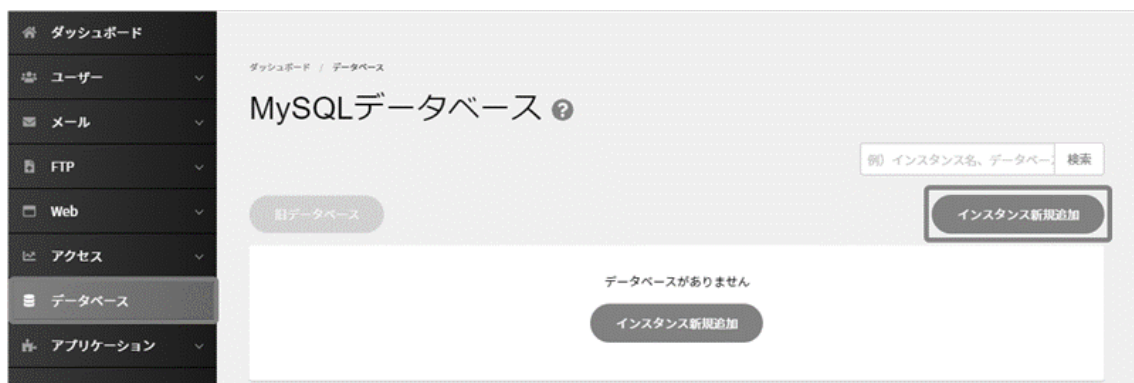 ダッシュボード
ユーザー
メール
FTP
Web
アクセス
データベース
アプリケーション
ダッシュボード / データベース
MySQLデータベース ?
例）インスタンス名、データベー 検索
旧データベース
インスタンス新規追加
データベースがありません
インスタンス新規追加